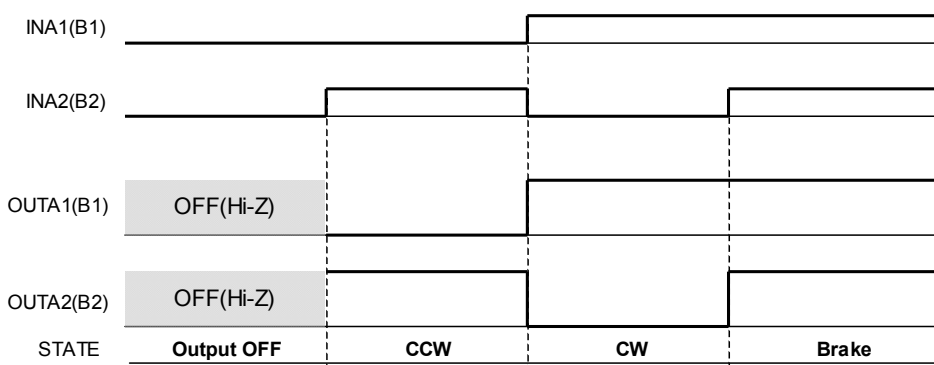 INA1(B1)
INA2(B2)
OUTA1(B1) OFF(Hi-Z)
OUTA2(B2) OFF(Hi-Z)
STATE Output OFF CCW CW Brake